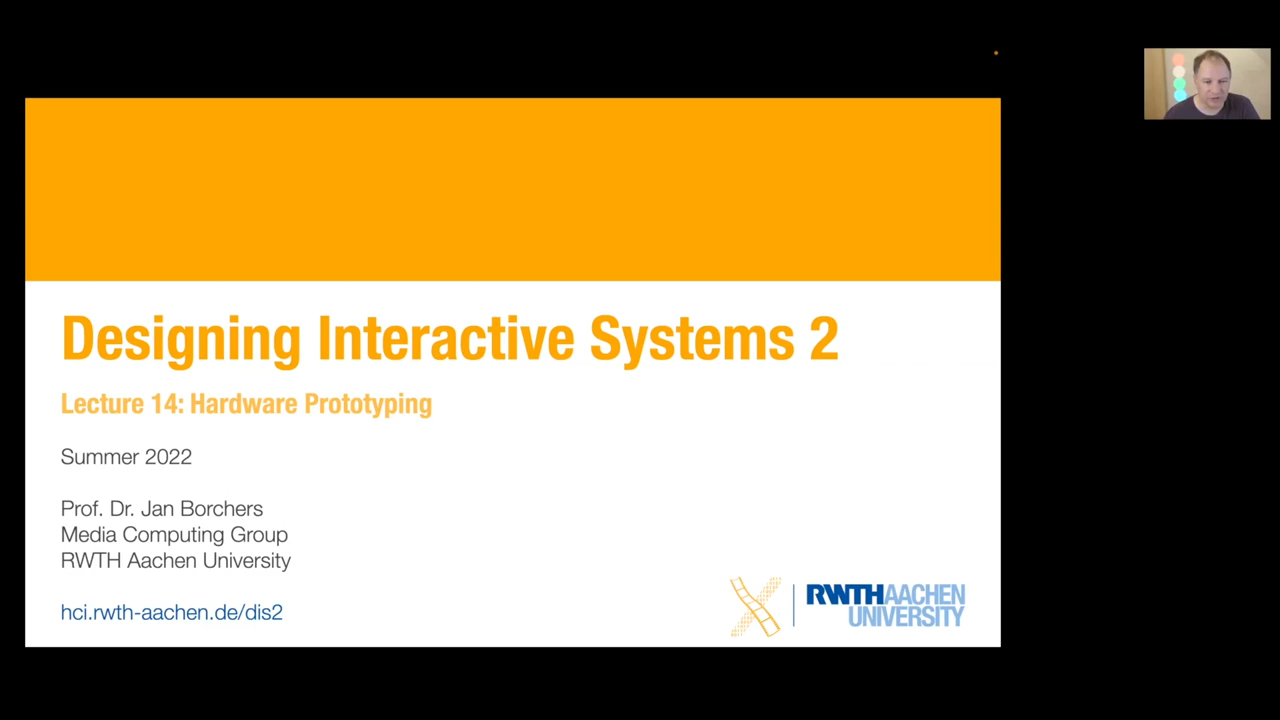 Designing Interactive Systems 2
Lecture 14: Hardware Prototyping
Summer 2022
Prof. Dr. Jan Borchers
Media Computing Group
RWTH Aachen University
hci.rwth-aachen.de/dis2
RWTHAACHEN
UNIVERSITY